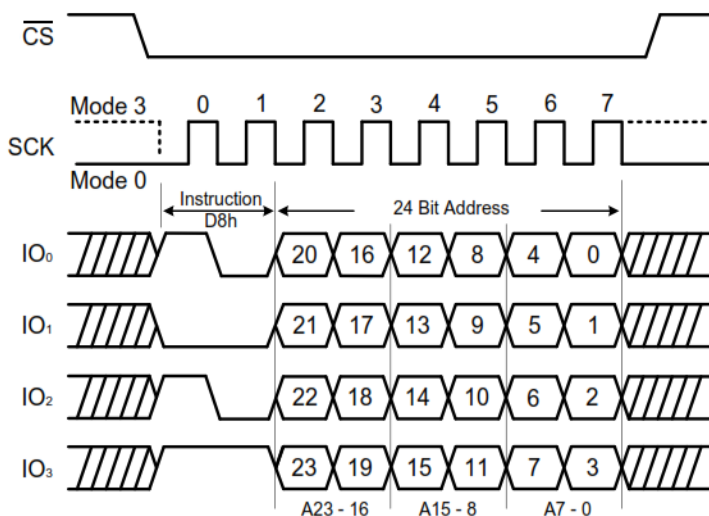 CS
Mode 3 0 1 2 3 4 5 6 7
SCK
Mode 0
Instruction
D8h
24 Bit Address
IO₀ 20 16 12 8 4 0
IO₁ 21 17 13 9 5 1
IO₂ 22 18 14 10 6 2
IO₃ 23 19 15 11 7 3
A23 - 16 A15 - 8 A7 - 0